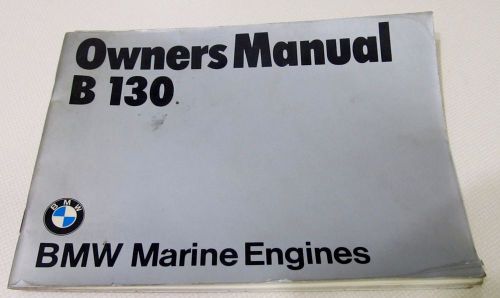 Owners Manual
B 130
BMW
BMW Marine Engines